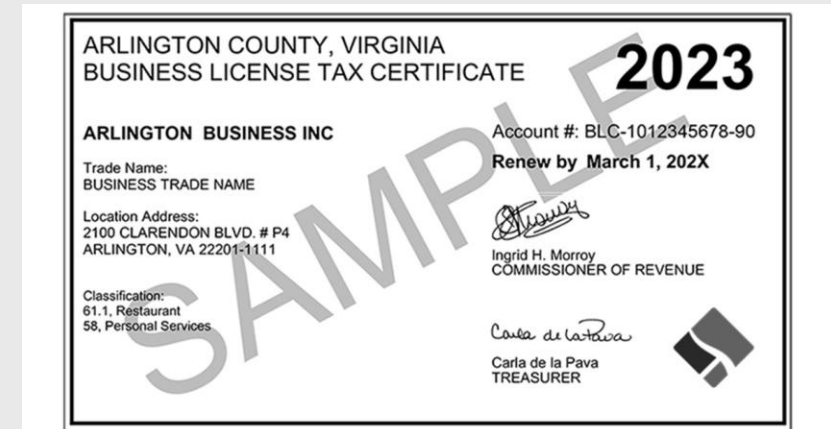 ARLINGTON COUNTY, VIRGINIA
BUSINESS LICENSE TAX CERTIFICATE
2023
ARLINGTON BUSINESS INC
Trade Name:
BUSINESS TRADE NAME
Location Address:
2100 CLARENDON BLVD. # P4
ARLINGTON, VA 22201-1111
Classification:
61.1, Restaurant
58, Personal Services
Account #: BLC-1012345678-90
Renew by March 1, 202X
Ingrid H. Morroy
COMMISSIONER OF REVENUE
Carla de la Pava
Carla de la Pava
TREASURER
SAMPLE